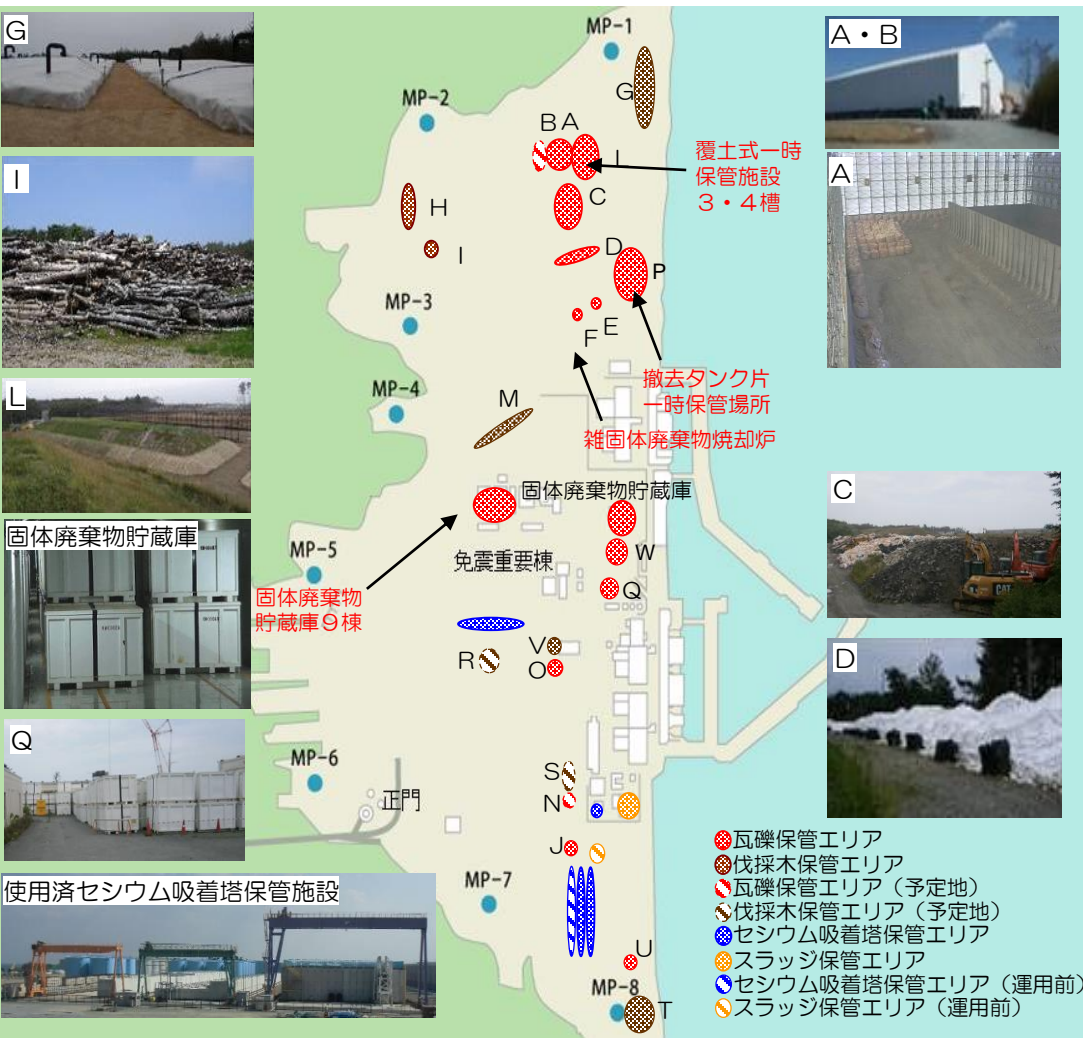 G
I
L
固体廃棄物貯蔵庫
Q
使用済セシウム吸着塔保管施設
MP-1
G
MP-2
B A
L
覆土式一時
保管施設
３・４槽
C
H
I
D
P
MP-3
E
F
撤去タンク片
一時保管場所
MP-4
M
雑固体廃棄物焼却炉
固体廃棄物貯蔵庫
MP-5
免震重要棟
W
Q
固体廃棄物
貯蔵庫９棟
V
R
O
MP-6
正門
S
N
J
MP-7
U
MP-8
T
A・B
A
C
D
瓦礫保管エリア
伐採木保管エリア
瓦礫保管エリア（予定地）
伐採木保管エリア（予定地）
セシウム吸着塔保管エリア
スラッジ保管エリア
セシウム吸着塔保管エリア（運用前）
スラッジ保管エリア（運用前）